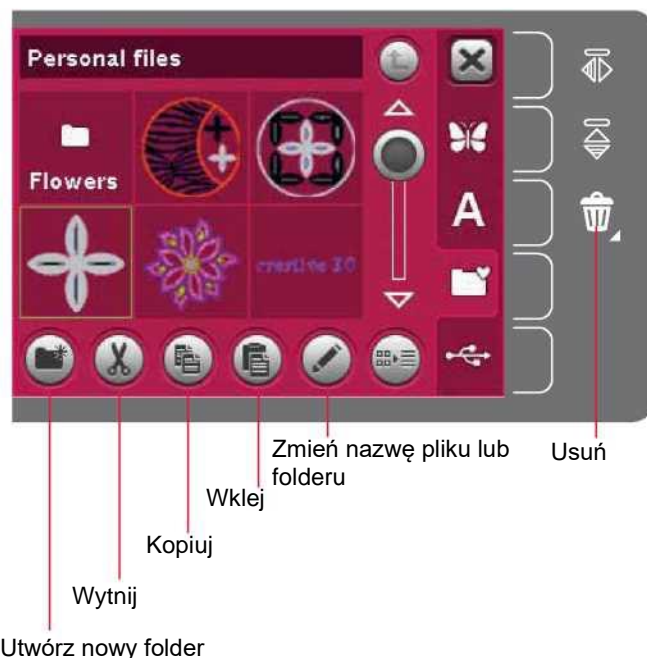 Personal files
Flowers
A
creative 3.0
Zmień nazwę pliku lub
folderu
Usuń
Wklej
Kopiuj
Wytnij
Utwórz nowy folder